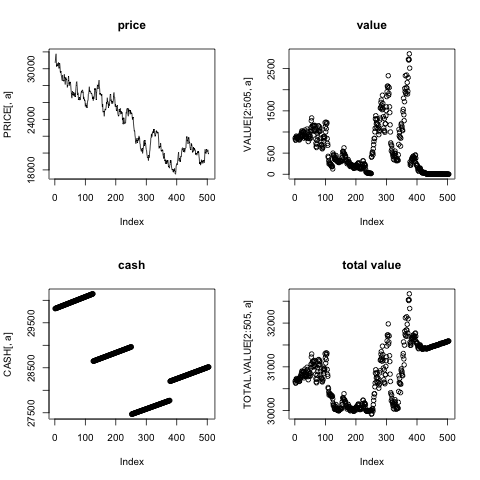 price
PRICE[, a]
18000 24000 30000
0 100 200 300 400 500
Index
value
VALUE[2:505, a]
0 500 1500 2500
0 100 200 300 400 500
Index
cash
CASH[, a]
27500 28500 29500
0 100 200 300 400 500
Index
total value
TOTAL.VALUE[2:505, a]
30000 31000 32000
0 100 200 300 400 500
Index